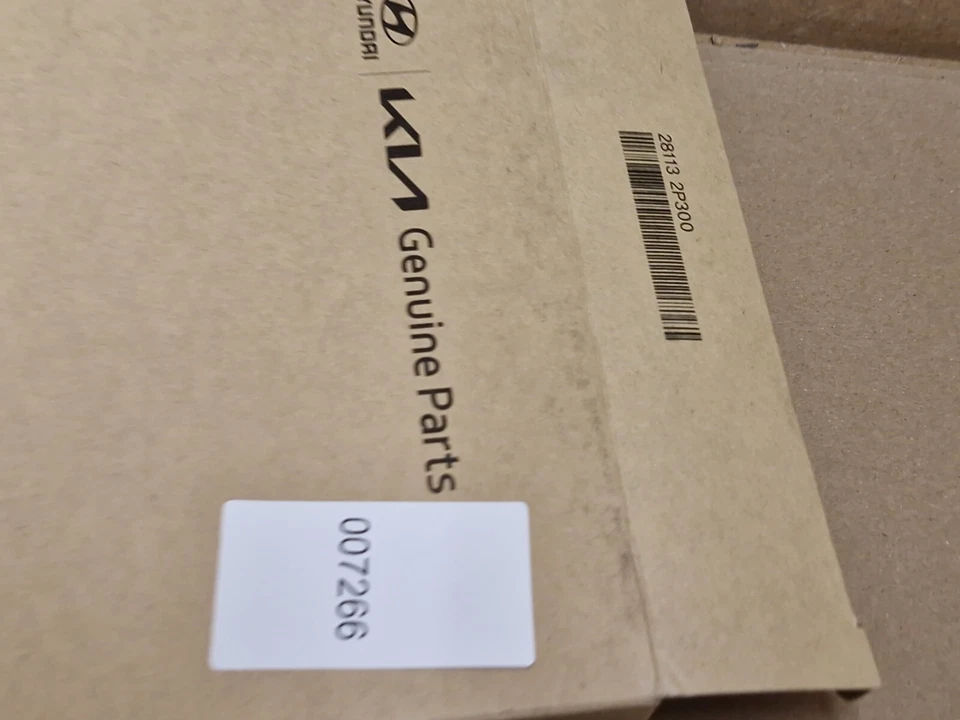 HYUNDAI | KIA Genuine Parts
28113 2P300
007266